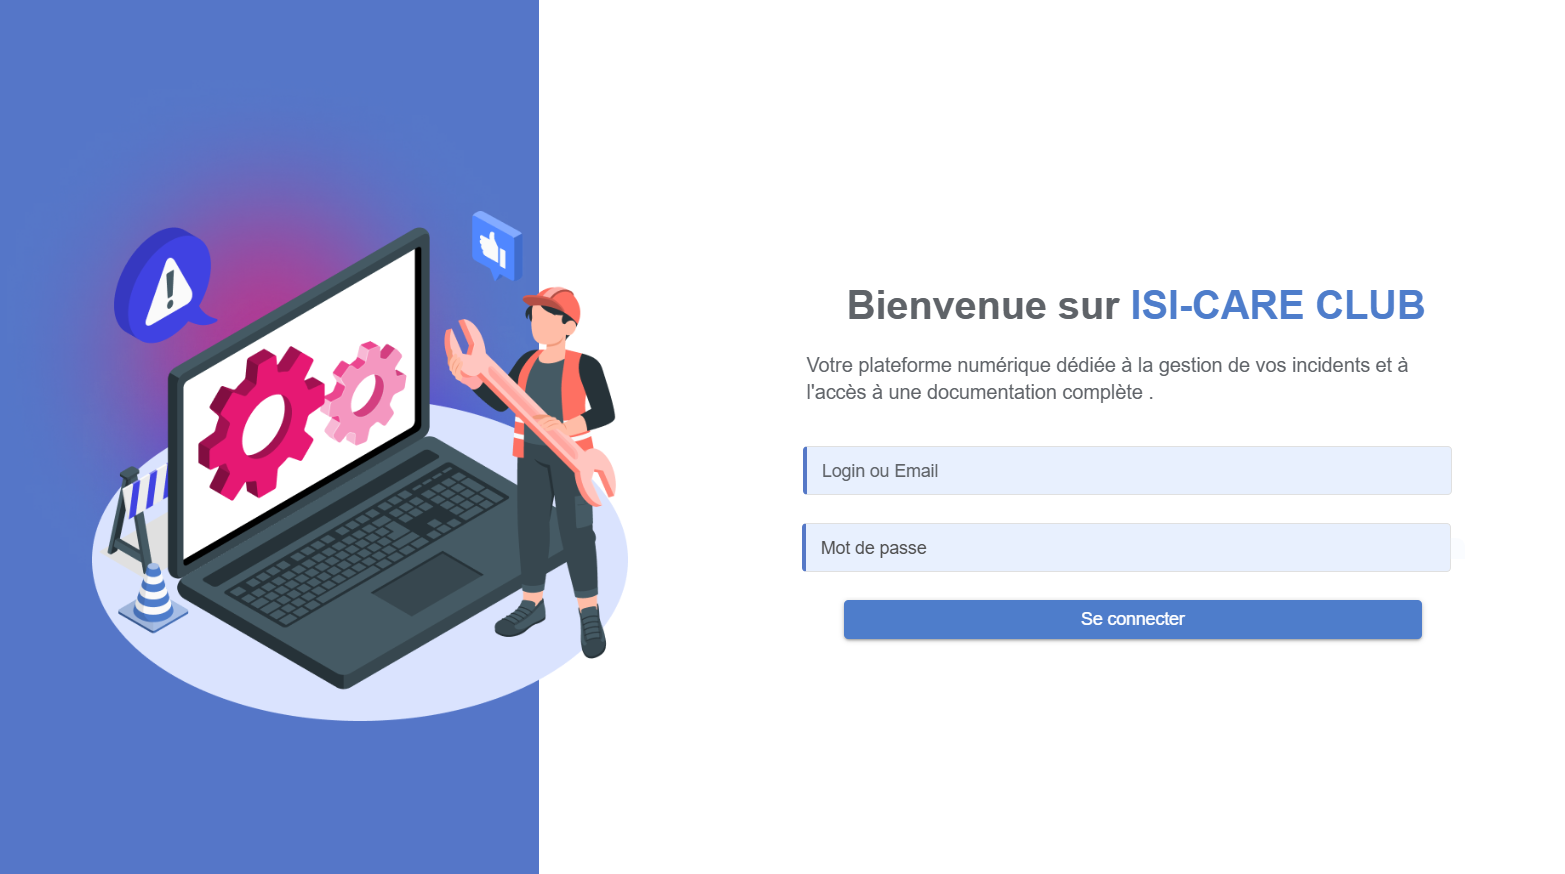 Bienvenue sur ISI-CARE CLUB
Votre plateforme numérique dédiée à la gestion de vos incidents et à
l'accès à une documentation complète .
Login ou Email
Mot de passe
Se connecter